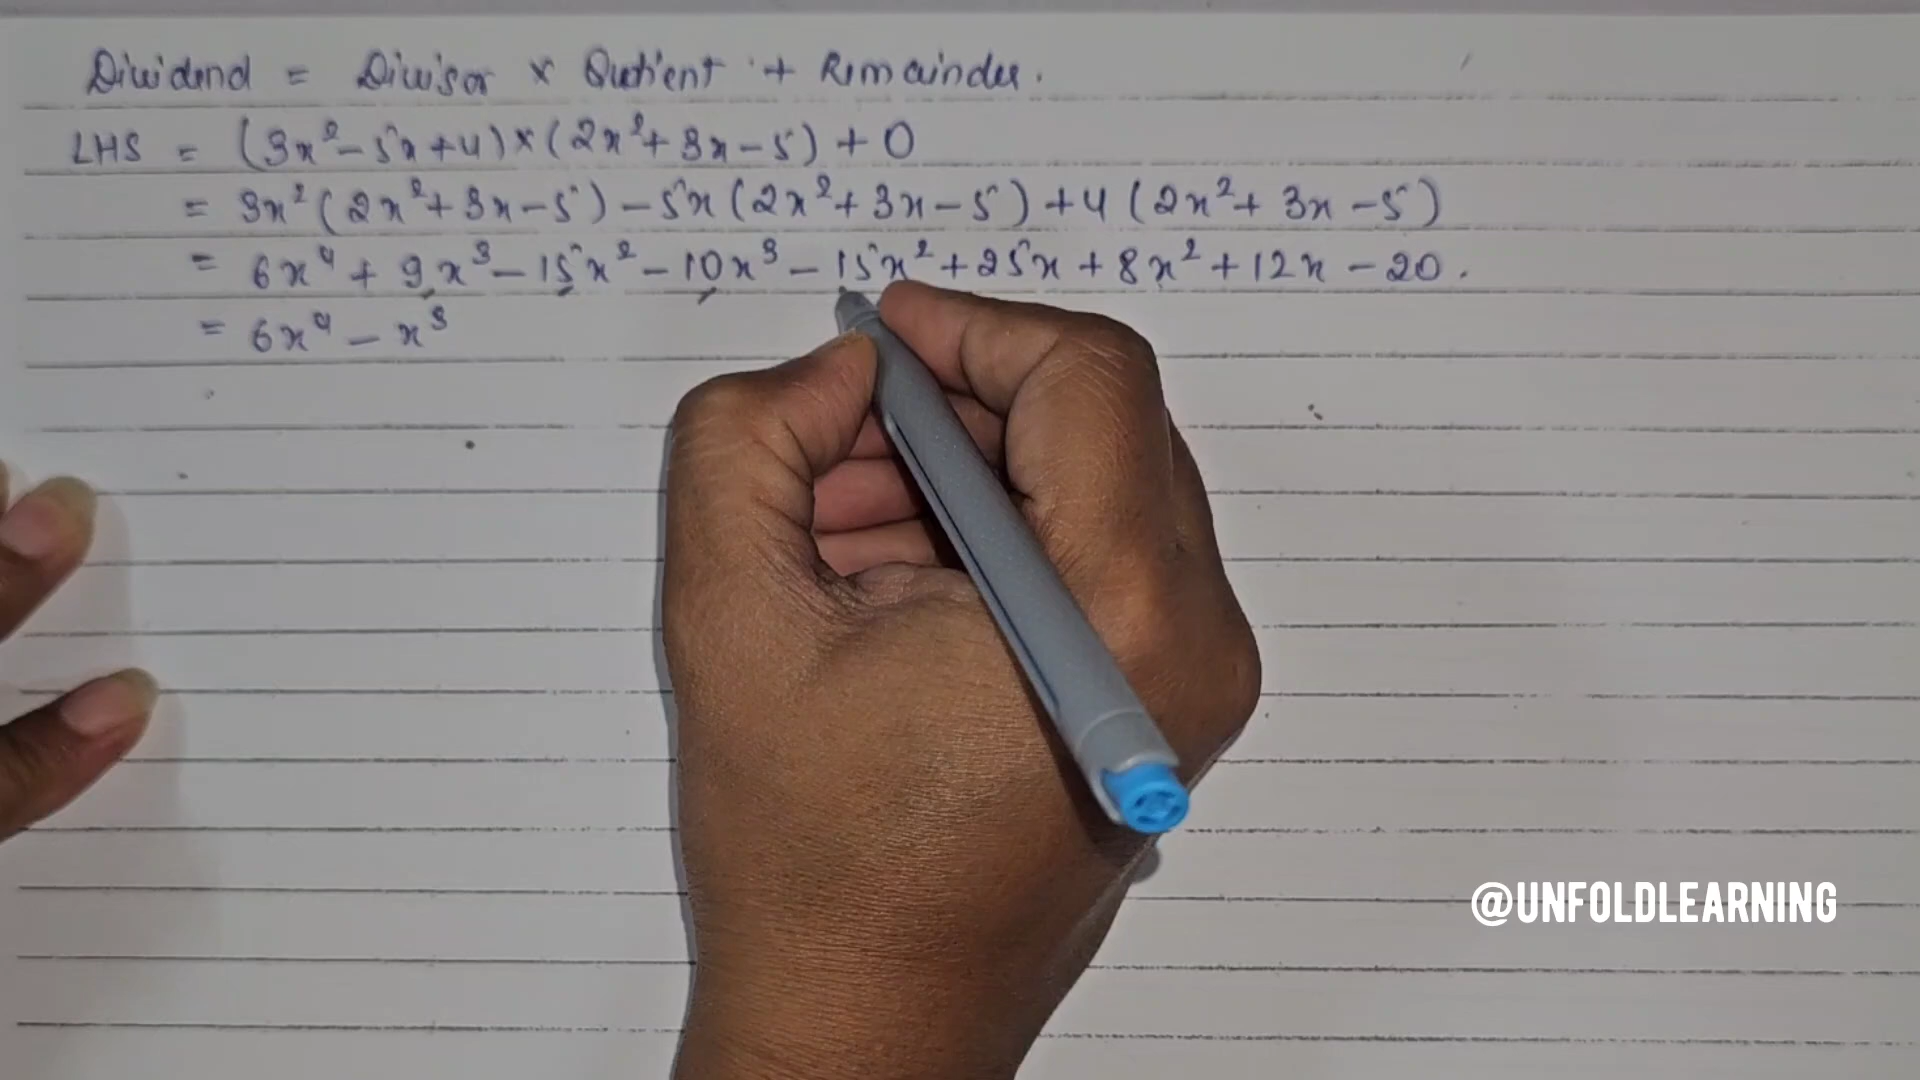 Dividend = Divisor × Qutient + Remainder.
LHS = (3x²-5x+4)×(2x²+3x-5)+0
= 3x²(2x²+3x-5)-5x(2x²+3x-5)+4(2x²+3x-5)
= 6x⁴+9x³-15x²-10x³-15x²+25x+8x²+12x-20.
= 6x⁴-x³
@UNFOLDLEARNING